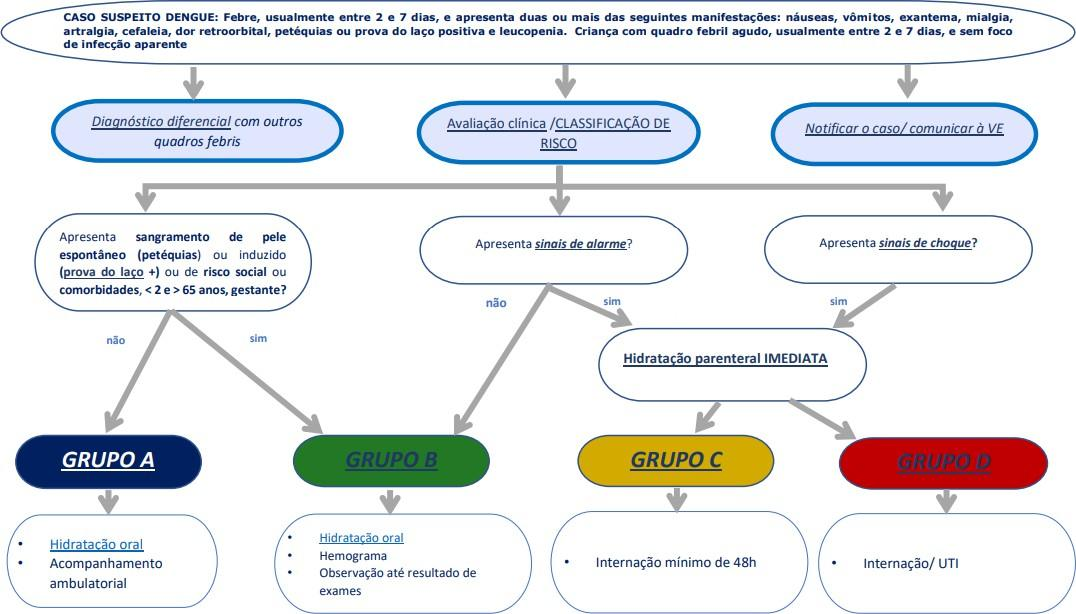 CASO SUSPEITO DENGUE: Febre, usualmente entre 2 e 7 dias, e apresenta duas ou mais das seguintes manifestações: náuseas, vômitos, exantema, mialgia,
artralgia, cefaleia, dor retroorbital, petéquias ou prova do laço positiva e leucopenia. Criança com quadro febril agudo, usualmente entre 2 e 7 dias, e sem foco
de infecção aparente
Diagnóstico diferencial com outros
quadros febris
Avaliação clínica /CLASSIFICAÇÃO DE
RISCO
Notificar o caso/ comunicar à VE
Apresenta sangramento de pele
espontâneo (petéquias) ou induzido
(prova do laço +) ou de risco social ou
comorbidades, < 2 e > 65 anos, gestante?
Apresenta sinais de alarme?
Apresenta sinais de choque?
não
sim
não
sim
sim
Hidratação parenteral IMEDIATA
GRUPO A
GRUPO B
GRUPO C
GRUPO D
• Hidratação oral
• Acompanhamento
ambulatorial
• Hidratação oral
• Hemograma
• Observação até resultado de
exames
• Internação mínimo de 48h
• Internação/ UTI